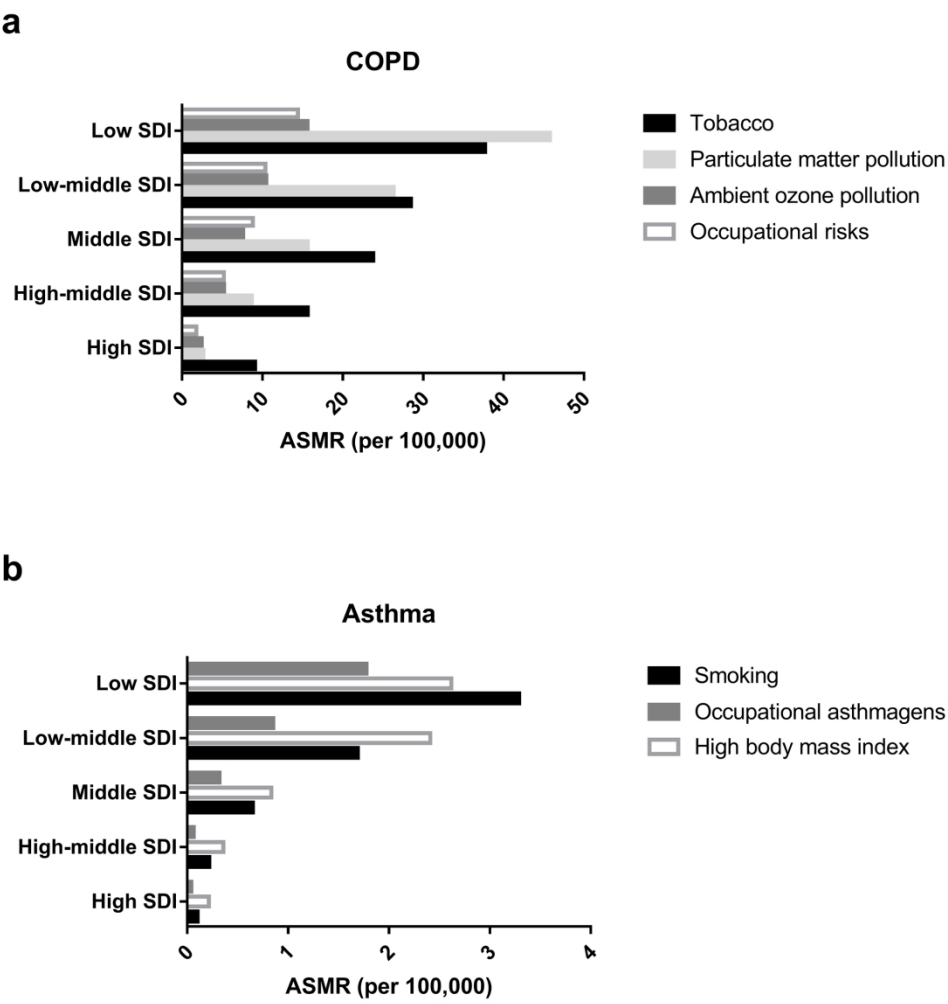 a
COPD
Low SDI
Low-middle SDI
Middle SDI
High-middle SDI
High SDI
0 10 20 30 40 50
ASMR (per 100,000)
Tobacco
Particulate matter pollution
Ambient ozone pollution
Occupational risks
b
Asthma
Low SDI
Low-middle SDI
Middle SDI
High-middle SDI
High SDI
0 1 2 3 4
ASMR (per 100,000)
Smoking
Occupational asthmagens
High body mass index